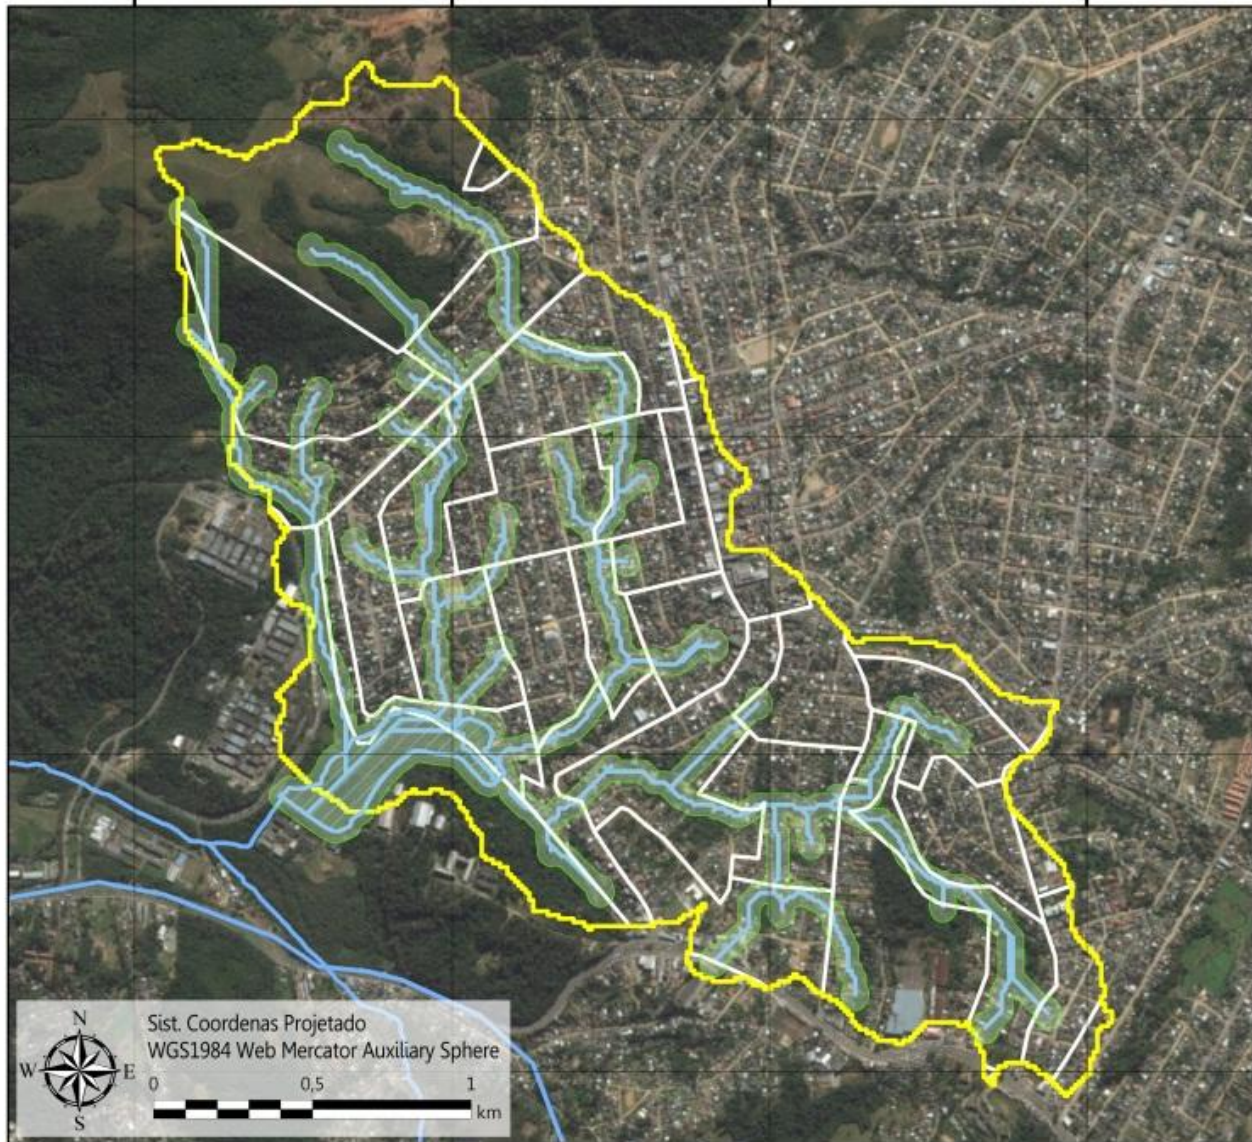 Sist. Coordenas Projetado
WGS1984 Web Mercator Auxiliary Sphere
N
W E
S
0 0,5 1
km